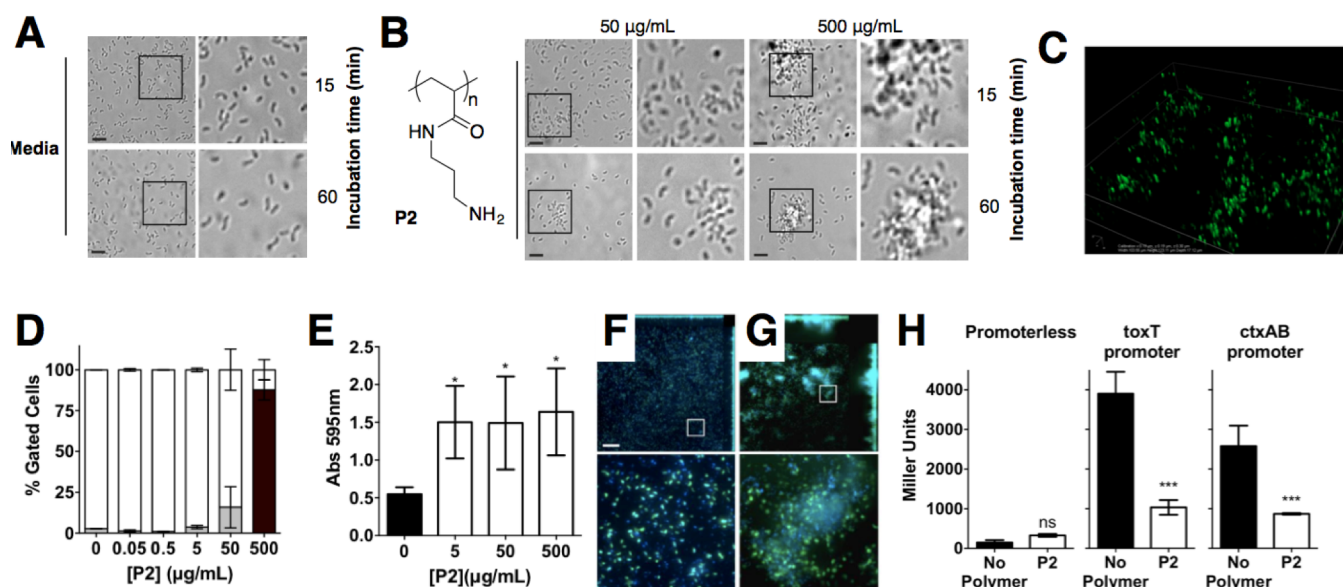 A
Media
15
60
Incubation time (min)
B
50 µg/mL
500 µg/mL
n
HN
O
NH2
P2
15
60
Incubation time (min)
C
D
% Gated Cells
100
75
50
25
0
0 0.05 0.5 5 50 500
[P2] (µg/mL)
E
Abs 595nm
2.5
2.0
1.5
1.0
0.5
0.0
* * *
0 5 50 500
[P2](µg/mL)
F
G
H
Promoterless
toxT
promoter
ctxAB
promoter
Miller Units
4000
3000
2000
1000
0
ns
***
***
No P2 No P2 No P2
Polymer Polymer Polymer